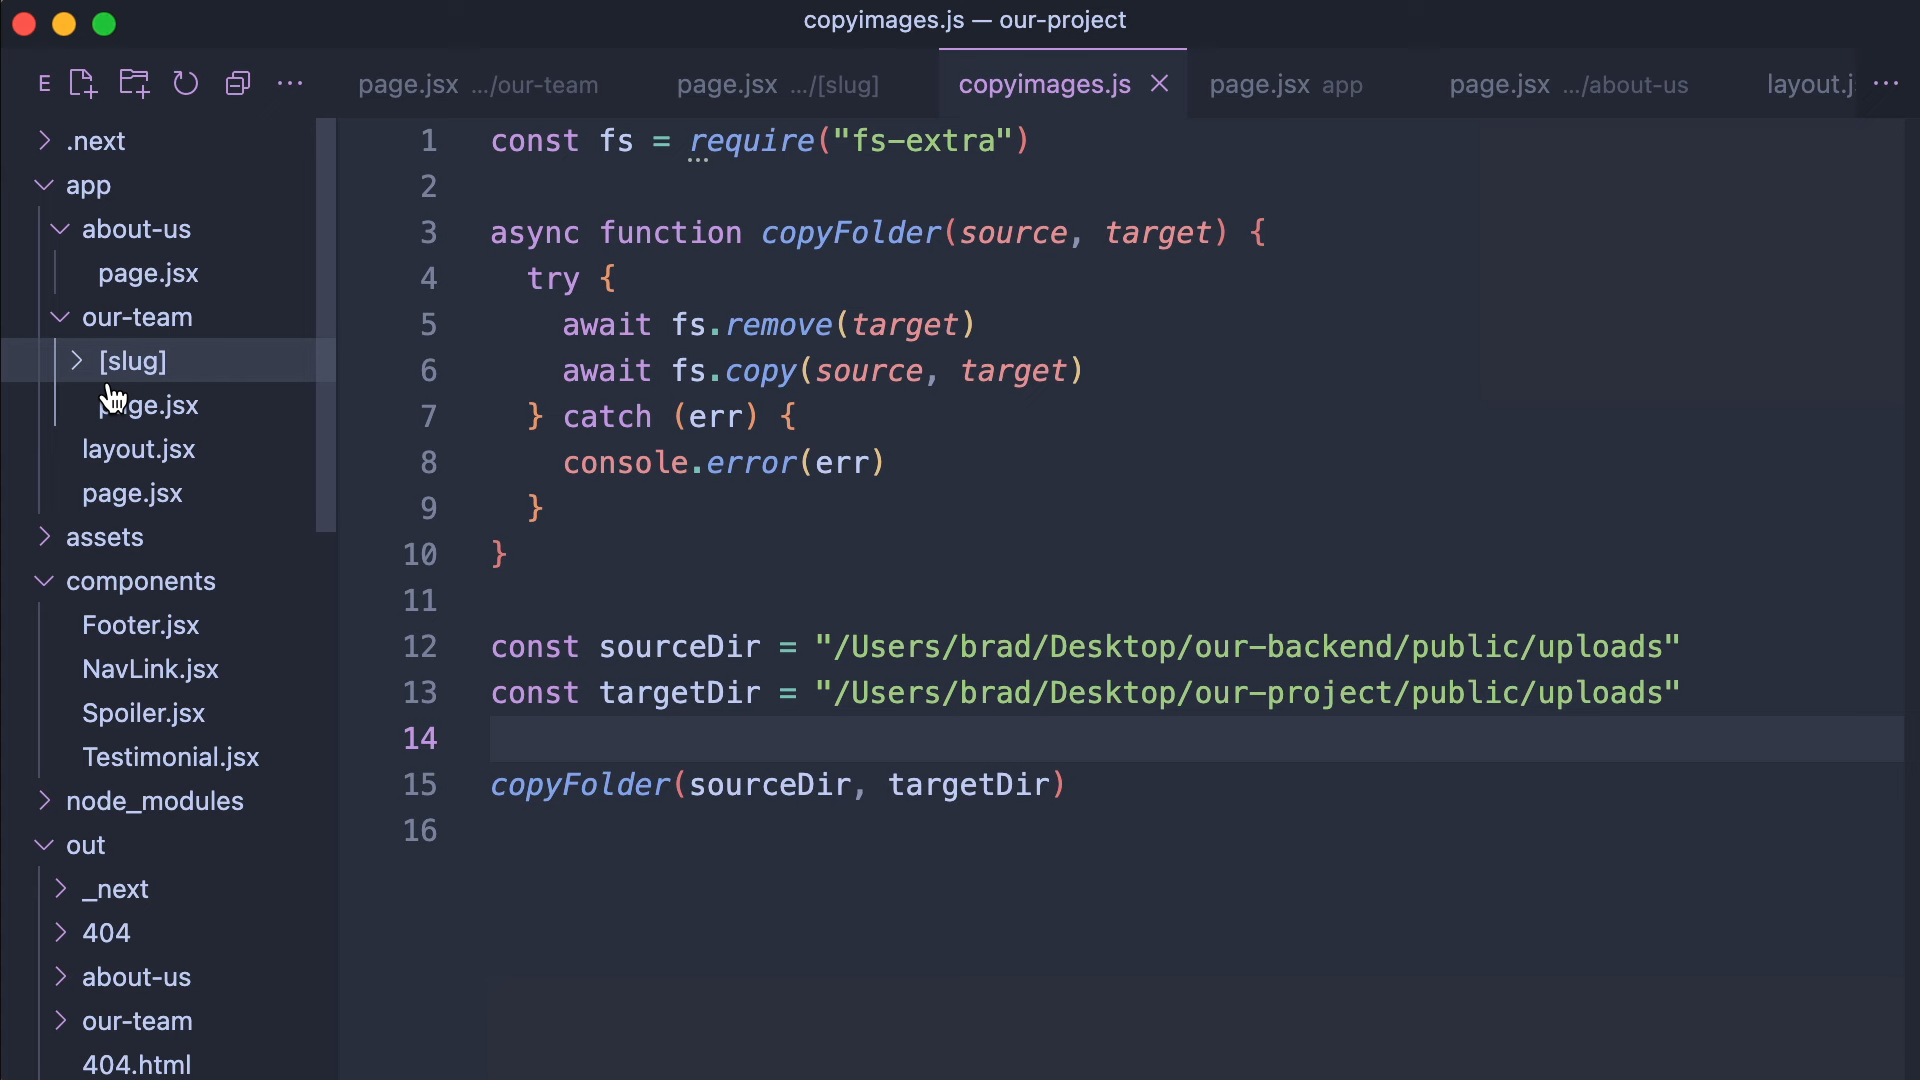 copyimages.js — our-project
E
page.jsx .../our-team
page.jsx .../[slug]
copyimages.js
page.jsx app
page.jsx .../about-us
layout.j
.next
app
about-us
page.jsx
our-team
[slug]
page.jsx
layout.jsx
page.jsx
assets
components
Footer.jsx
NavLink.jsx
Spoiler.jsx
Testimonial.jsx
node_modules
out
_next
404
about-us
our-team
404.html
1 const fs = require("fs-extra")
2
3 async function copyFolder(source, target) {
4 try {
5 await fs.remove(target)
6 await fs.copy(source, target)
7 } catch (err) {
8 console.error(err)
9 }
10 }
11
12 const sourceDir = "/Users/brad/Desktop/our-backend/public/uploads"
13 const targetDir = "/Users/brad/Desktop/our-project/public/uploads"
14
15 copyFolder(sourceDir, targetDir)
16